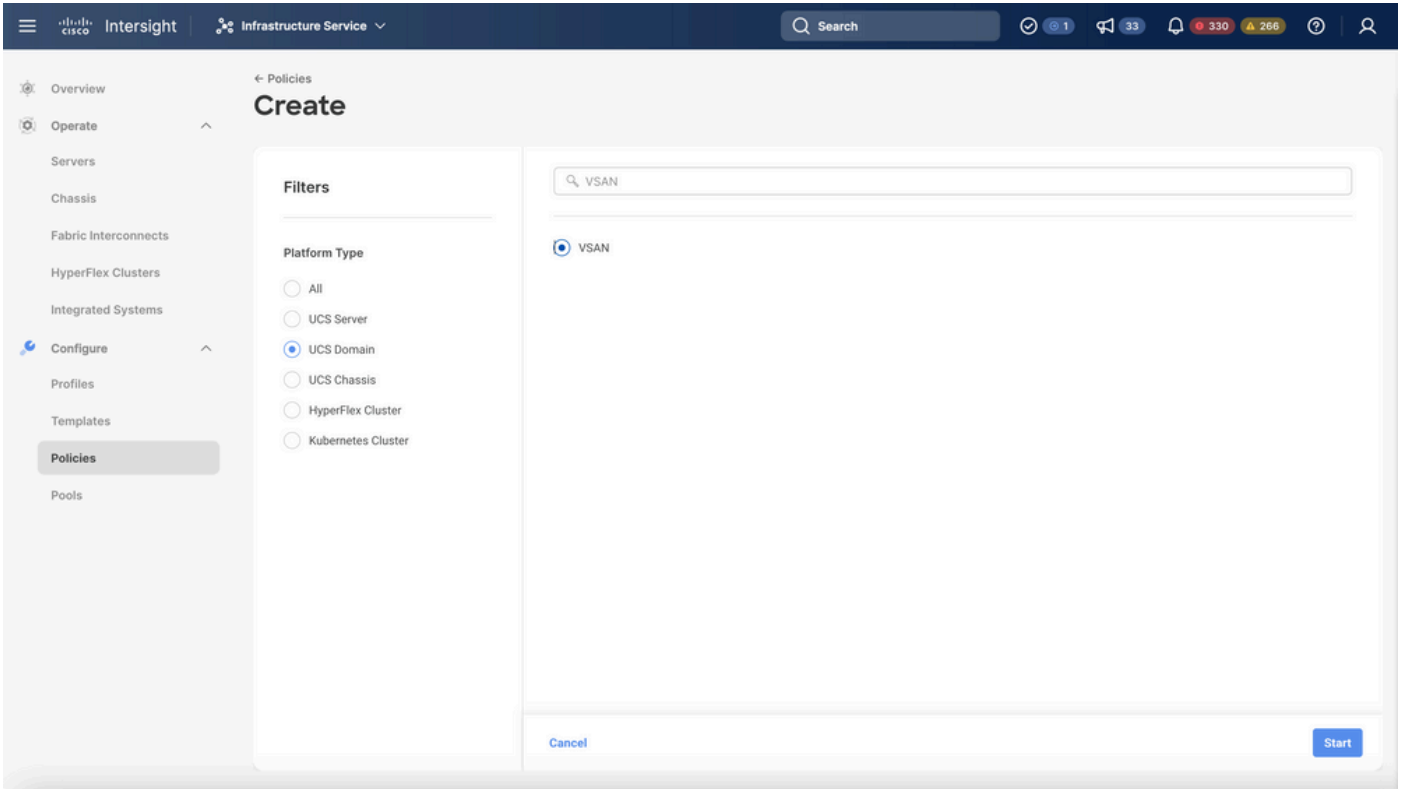 CISCO Intersight
Infrastructure Service
Search
1
33
330
266
Overview
Operate
Servers
Chassis
Fabric Interconnects
HyperFlex Clusters
Integrated Systems
Configure
Profiles
Templates
Policies
Pools
← Policies
Create
Filters
Platform Type
All
UCS Server
UCS Domain
UCS Chassis
HyperFlex Cluster
Kubernetes Cluster
VSAN
VSAN
Cancel
Start